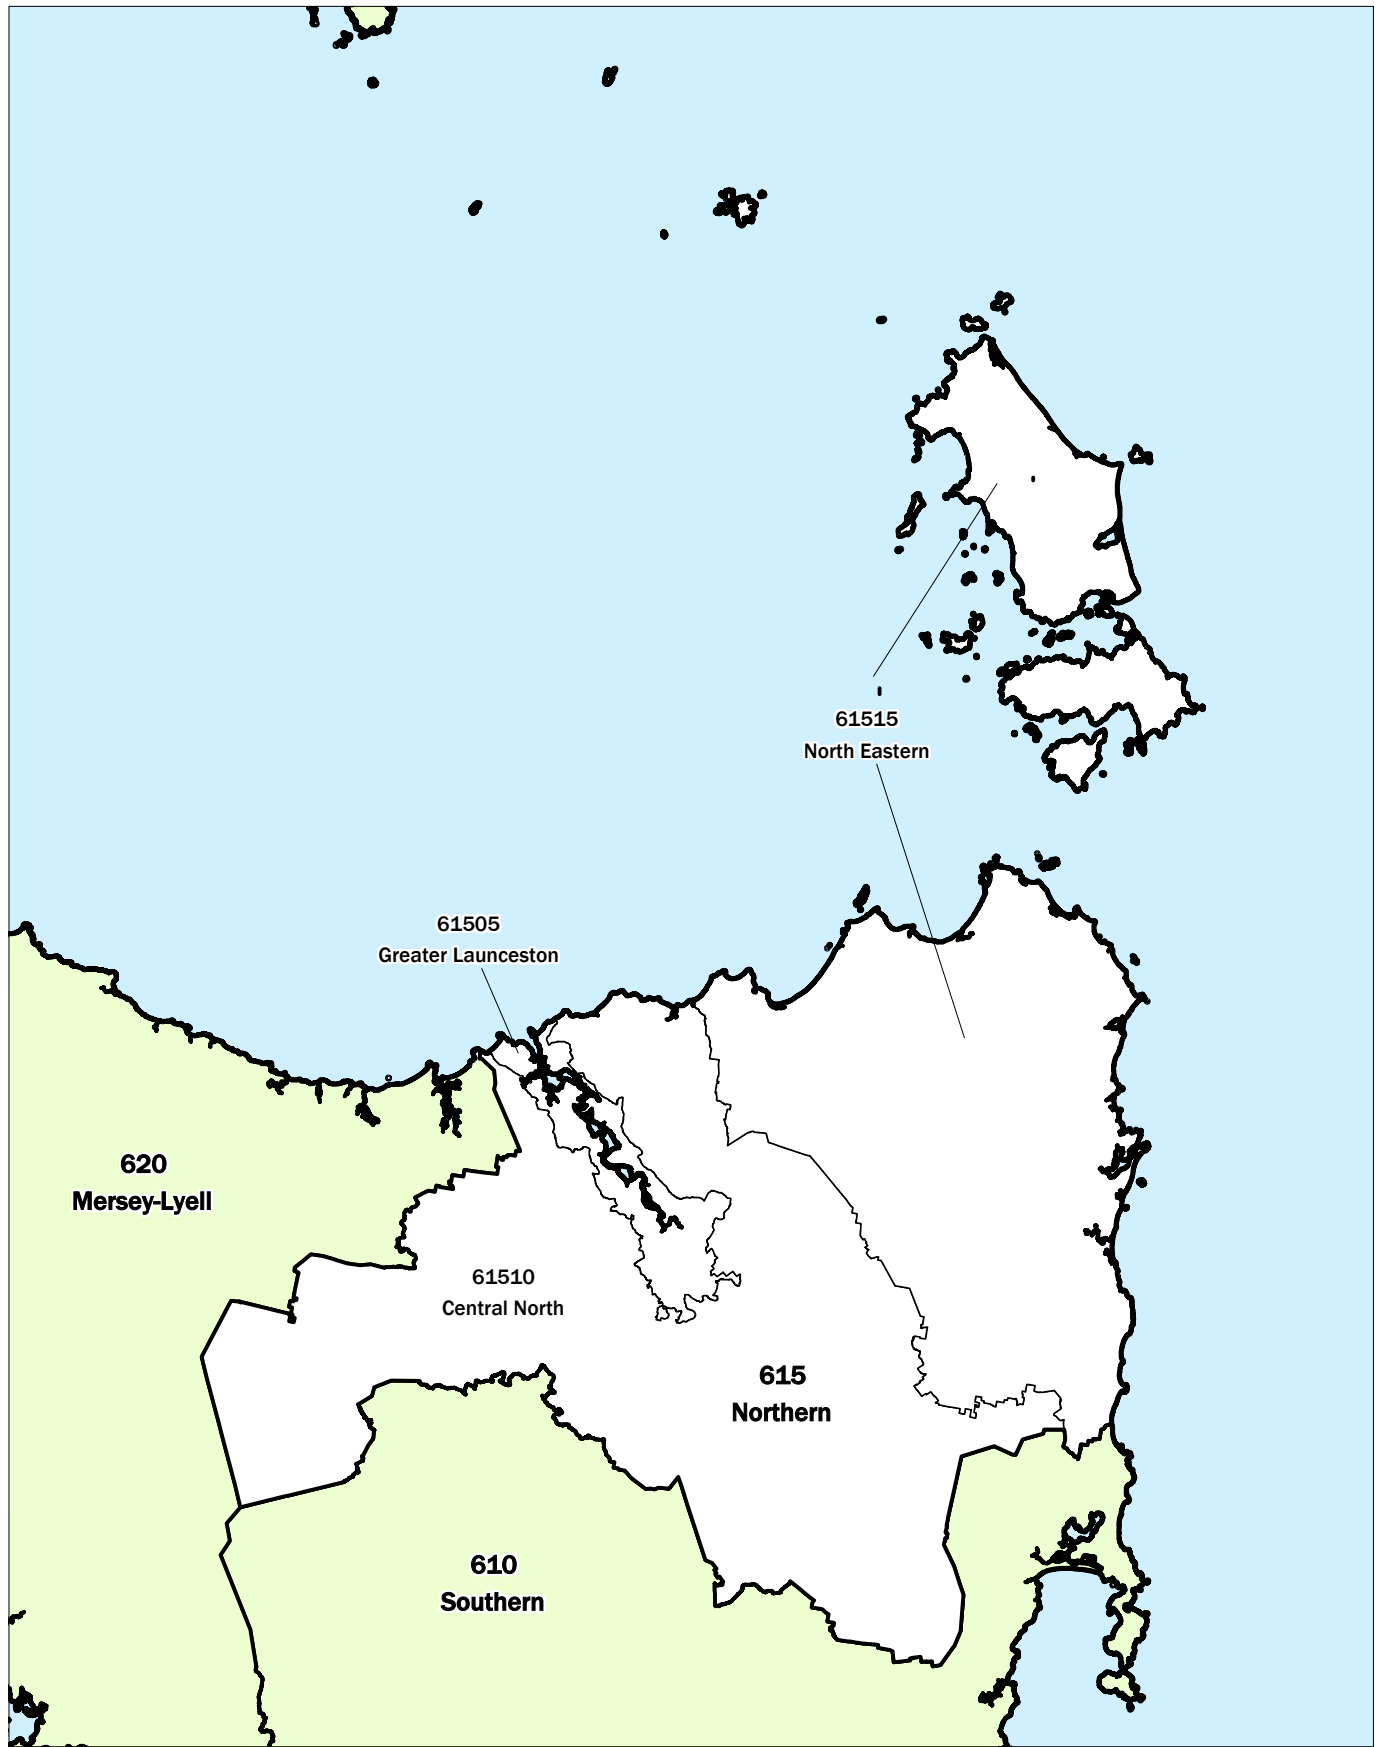 61515
North Eastern
61505
Greater Launceston
620
Mersey-Lyell
61510
Central North
615
Northern
610
Southern